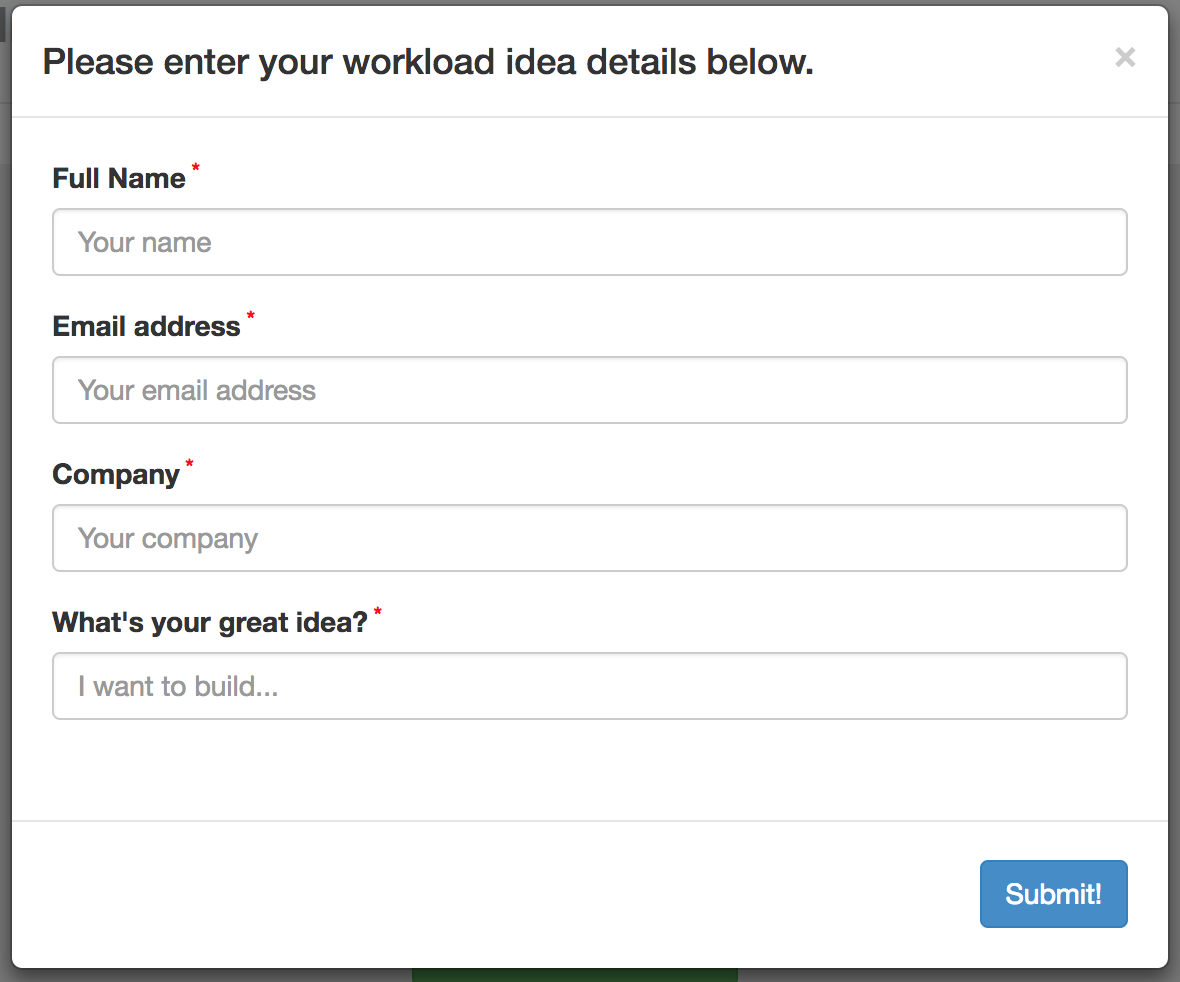 Please enter your workload idea details below.
×
Full Name *
Your name
Email address *
Your email address
Company *
Your company
What's your great idea? *
I want to build...
Submit!